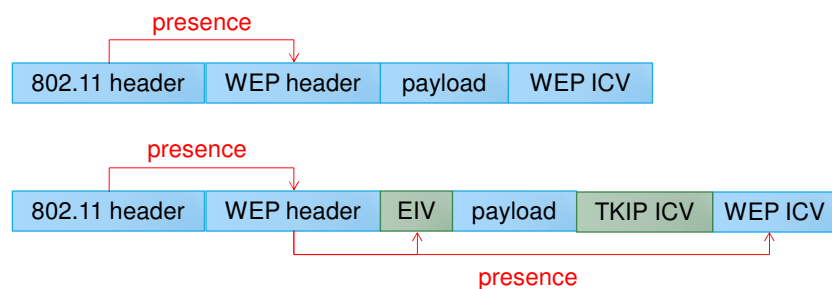 presence
802.11 header WEP header payload WEP ICV
presence
802.11 header WEP header EIV payload TKIP ICV WEP ICV
presence